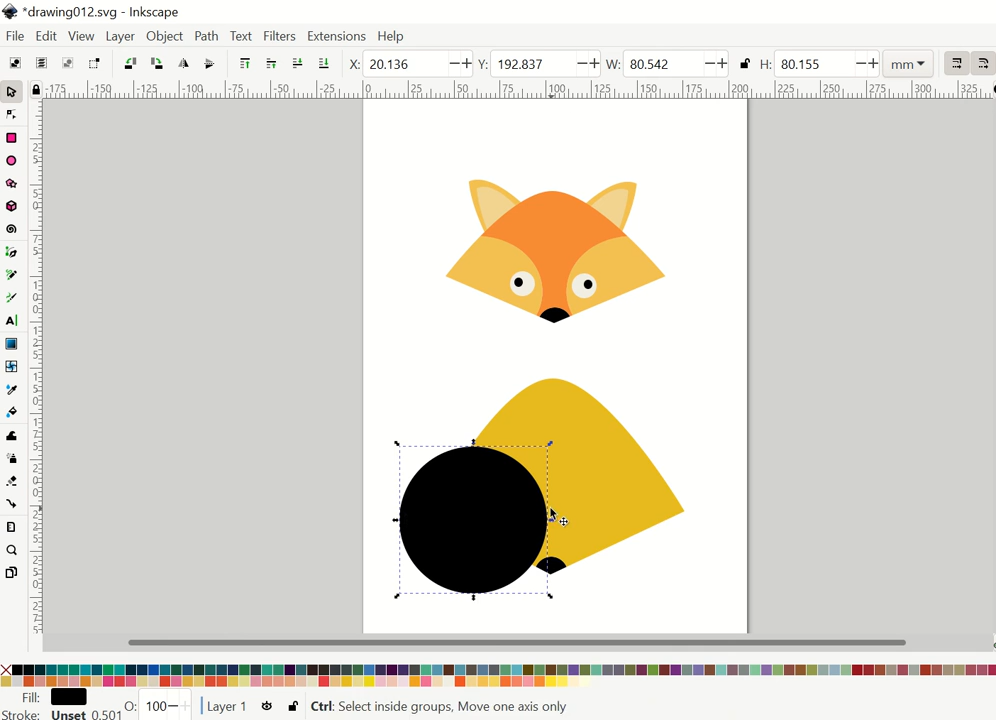 *drawing012.svg - Inkscape
File Edit View Layer Object Path Text Filters Extensions Help
X: 20.136 Y: 192.837 W: 80.542 H: 80.155 mm
-175 -150 -125 -100 -75 -50 -25 0 25 50 75 100 125 150 175 200 225 250 275 300 325
Fill: O: 100 Layer 1 Ctrl: Select inside groups, Move one axis only
Stroke: Unset 0.501